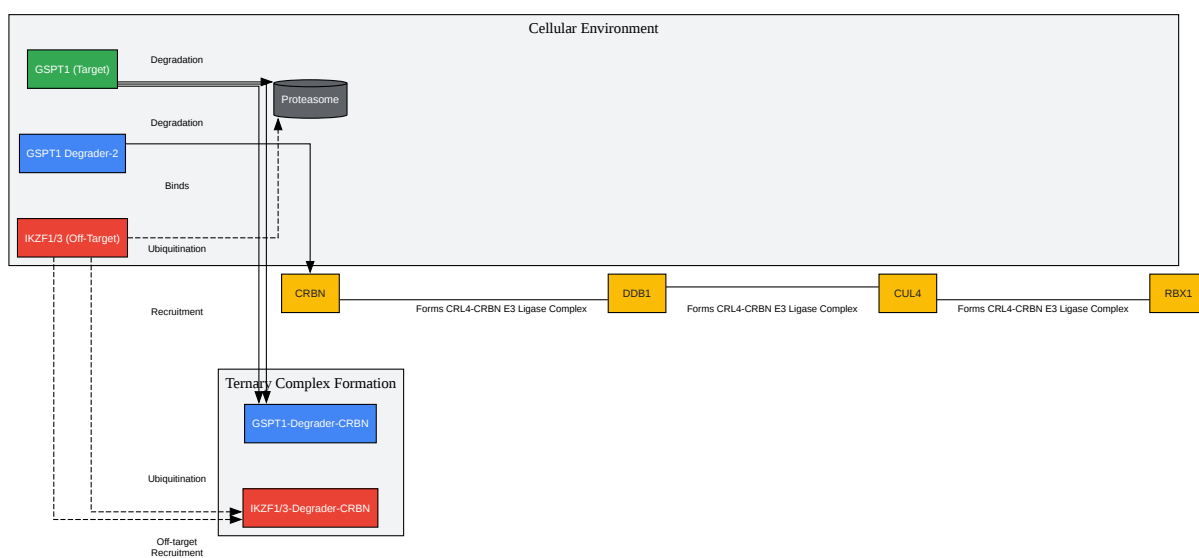 Cellular Environment
GSPT1 (Target)
Degradation
Proteasome
Degradation
GSPT1 Degrader-2
Binds
IKZF1/3 (Off-Target)
Ubiquitination
CRBN
DDB1
CUL4
RBX1
Forms CRL4-CRBN E3 Ligase Complex
Forms CRL4-CRBN E3 Ligase Complex
Forms CRL4-CRBN E3 Ligase Complex
Recruitment
Ternary Complex Formation
GSPT1-Degrader-CRBN
Ubiquitination
IKZF1/3-Degrader-CRBN
Off-target
Recruitment